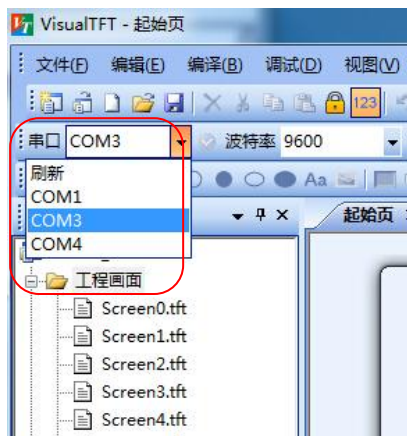 VisualTFT - 起始页
文件(F) 编辑(E) 编译(B) 调试(D) 视图(V)
123
串口 COM3 波特率 9600
刷新
COM1
COM3
COM4
Aa
起始页
工程画面
Screen0.tft
Screen1.tft
Screen2.tft
Screen3.tft
Screen4.tft